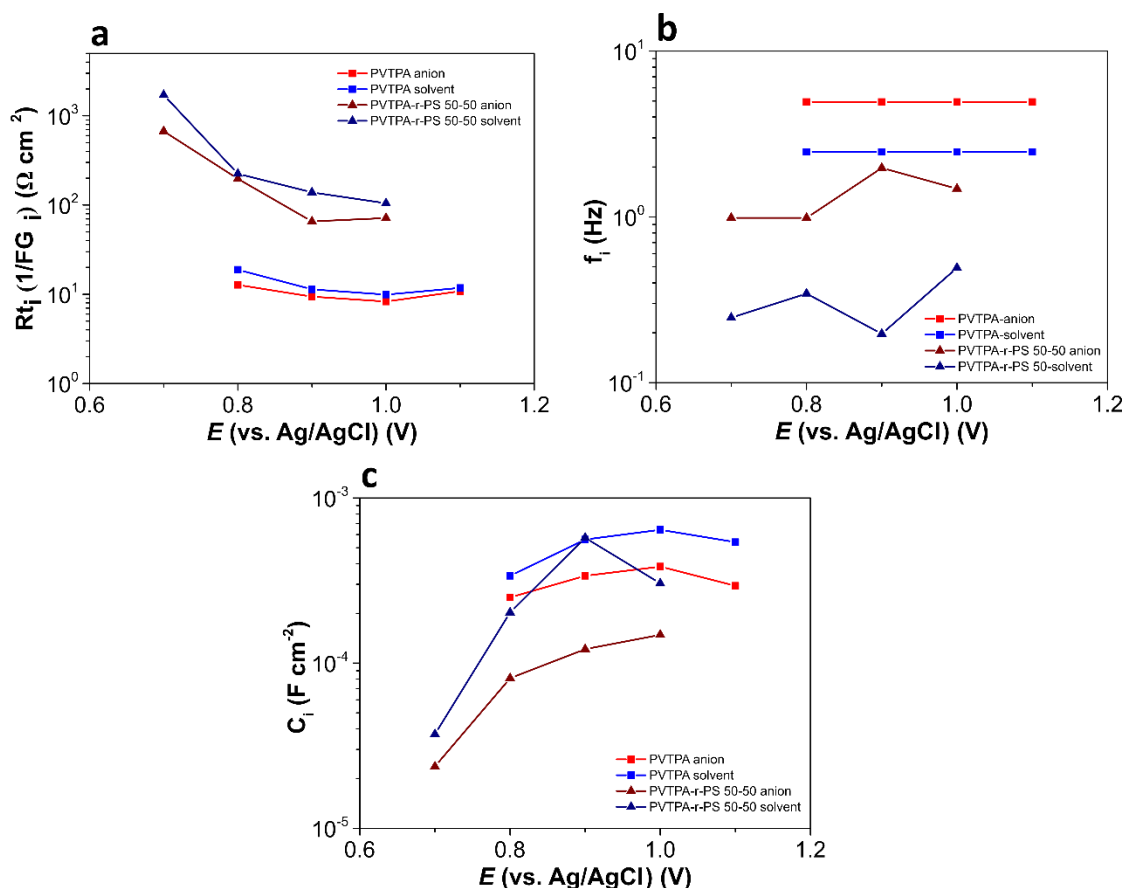 a
Rt_i (1/FG_i) (Ω cm²)
10³
10²
10¹
10⁰
PVTPA anion
PVTPA solvent
PVTPA-r-PS 50-50 anion
PVTPA-r-PS 50-50 solvent
0.6 0.8 1.0 1.2
E (vs. Ag/AgCl) (V)
b
f_i (Hz)
10¹
10⁰
10⁻¹
PVTPA-anion
PVTPA-solvent
PVTPA-r-PS 50-50 anion
PVTPA-r-PS 50-solvent
0.6 0.8 1.0 1.2
E (vs. Ag/AgCl) (V)
c
C_i (F cm⁻²)
10⁻³
10⁻⁴
10⁻⁵
PVTPA anion
PVTPA solvent
PVTPA-r-PS 50-50 anion
PVTPA-r-PS 50-50 solvent
0.6 0.8 1.0 1.2
E (vs. Ag/AgCl) (V)